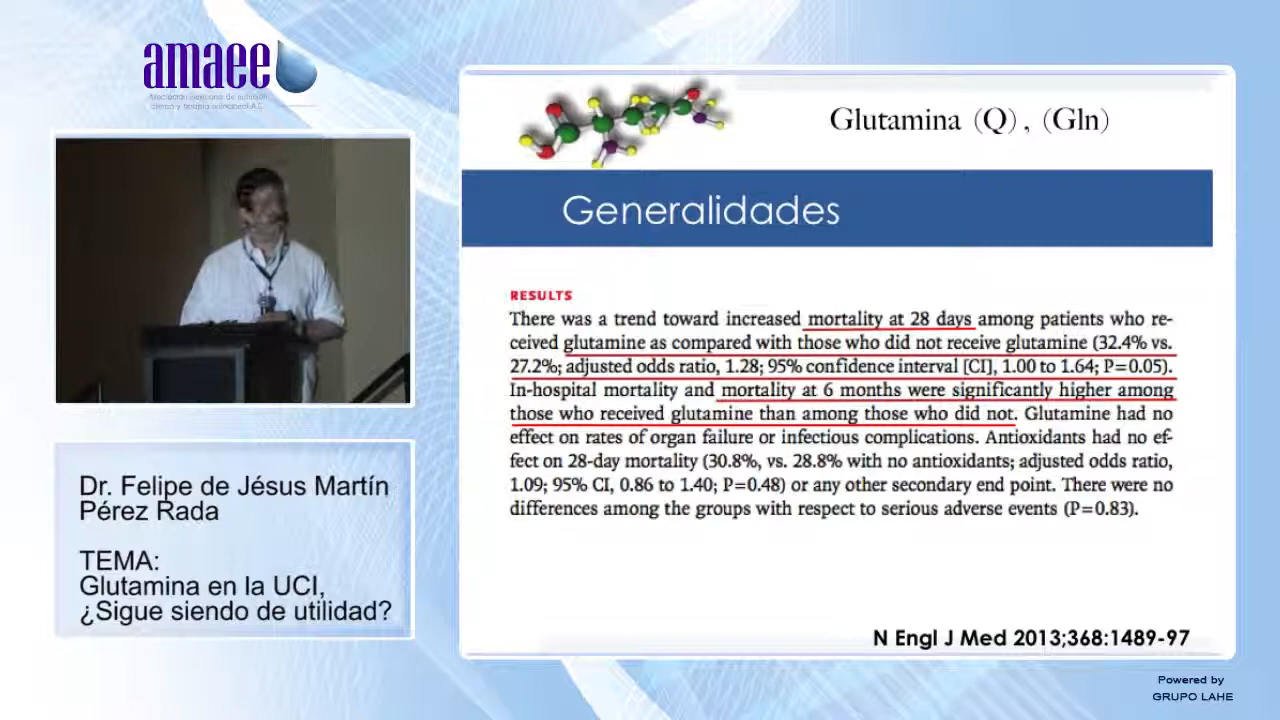 amaee
Asociación mexicana de nutrición
clínica y terapia nutricional A.C.
Dr. Felipe de Jésus Martín
Pérez Rada
TEMA:
Glutamina en la UCI,
¿Sigue siendo de utilidad?
Glutamina (Q), (Gln)
Generalidades
RESULTS
There was a trend toward increased mortality at 28 days among patients who re-
ceived glutamine as compared with those who did not receive glutamine (32.4% vs.
27.2%; adjusted odds ratio, 1.28; 95% confidence interval [CI], 1.00 to 1.64; P=0.05).
In-hospital mortality and mortality at 6 months were significantly higher among
those who received glutamine than among those who did not. Glutamine had no
effect on rates of organ failure or infectious complications. Antioxidants had no ef-
fect on 28-day mortality (30.8%, vs. 28.8% with no antioxidants; adjusted odds ratio,
1.09; 95% CI, 0.86 to 1.40; P=0.48) or any other secondary end point. There were no
differences among the groups with respect to serious adverse events (P=0.83).
N Engl J Med 2013;368:1489-97
Powered by
GRUPO LAHE